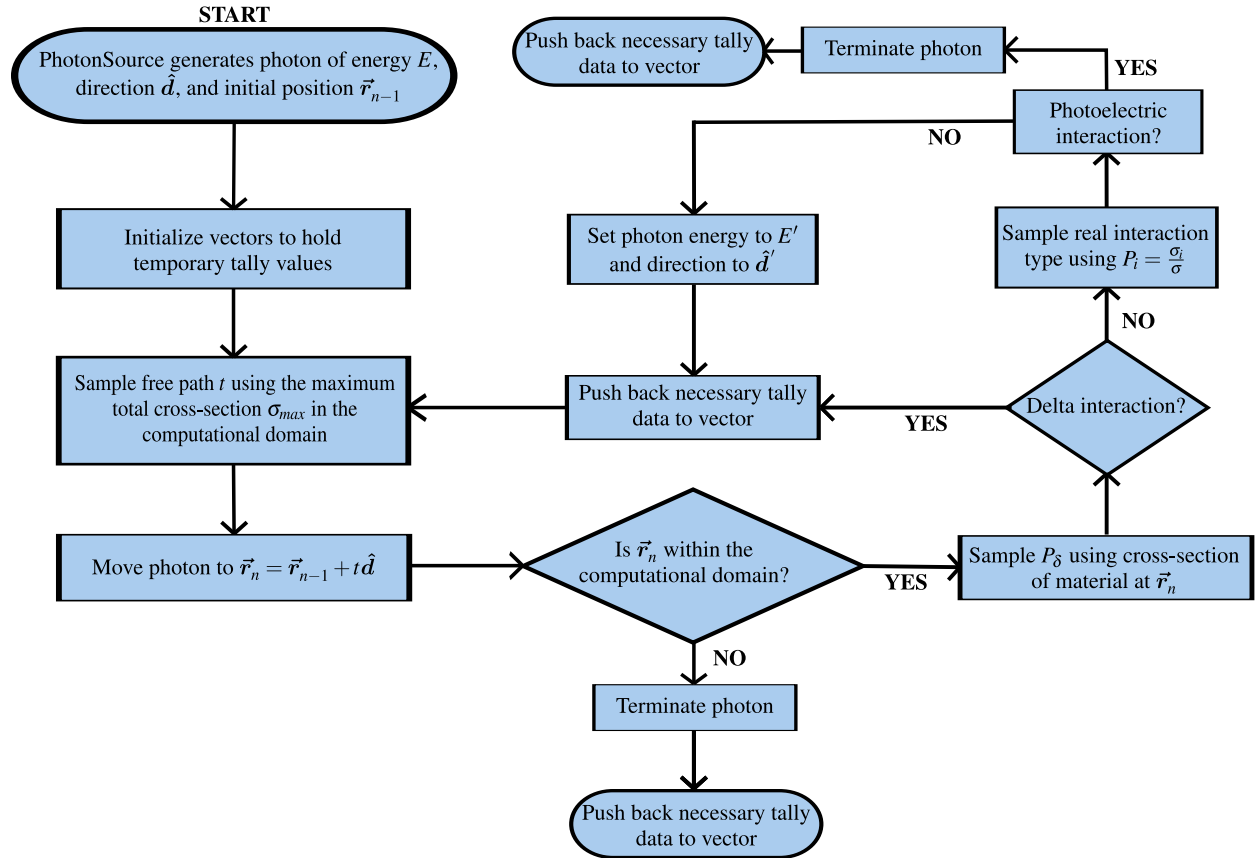 START
PhotonSource generates photon of energy E,
direction d̂, and initial position r⃗ₙ₋₁
Initialize vectors to hold
temporary tally values
Sample free path t using the maximum
total cross-section σₘₐₓ in the
computational domain
Move photon to r⃗ₙ = r⃗ₙ₋₁ + td̂
Is r⃗ₙ within the
computational domain?
YES
NO
Terminate photon
Push back necessary tally
data to vector
Sample P_δ using cross-section
of material at r⃗ₙ
Delta interaction?
YES
NO
Push back necessary tally
data to vector
Sample real interaction
type using Pᵢ = σᵢ/σ
Photoelectric
interaction?
NO
YES
Set photon energy to E′
and direction to d̂′
Terminate photon
Push back necessary tally
data to vector